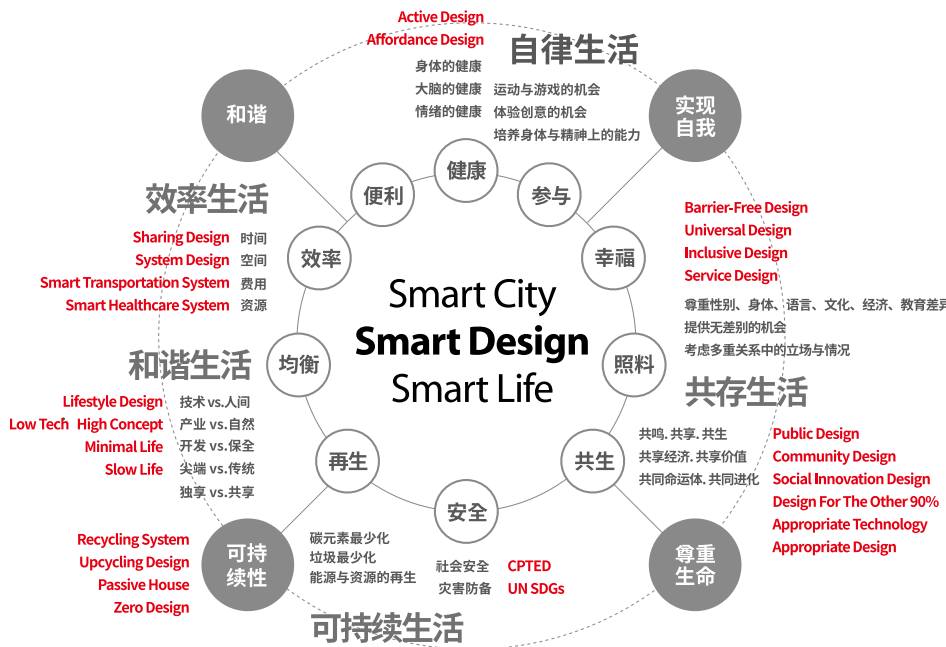 Active Design
Affordance Design
自律生活
身体的健康
大脑的健康
情绪的健康
运动与游戏的机会
体验创意的机会
培养身体与精神上的能力
和谐
实现
自我
健康
便利
参与
效率生活
效率
幸福
Sharing Design 时间
System Design 空间
Smart Transportation System 费用
Smart Healthcare System 资源
Barrier-Free Design
Universal Design
Inclusive Design
Service Design
尊重性别、身体、语言、文化、经济、教育差异
提供无差别的机会
考虑多重关系中的立场与情况
Smart City
Smart Design
Smart Life
和谐生活
均衡
照料
共存生活
Lifestyle Design 技术 vs.人间
Low Tech High Concept 产业 vs.自然
Minimal Life 开发 vs.保全
Slow Life 尖端 vs.传统
独享 vs.共享
再生
共生
安全
共鸣. 共享. 共生
共享经济. 共享价值
共同命运体. 共同进化
Public Design
Community Design
Social Innovation Design
Design For The Other 90%
Appropriate Technology
Appropriate Design
Recycling System
Upcycling Design
Passive House
Zero Design
可持
续性
碳元素最少化
垃圾最少化
能源与资源的再生
社会安全 CPTED
灾害防备 UN SDGs
尊重
生命
可持续生活